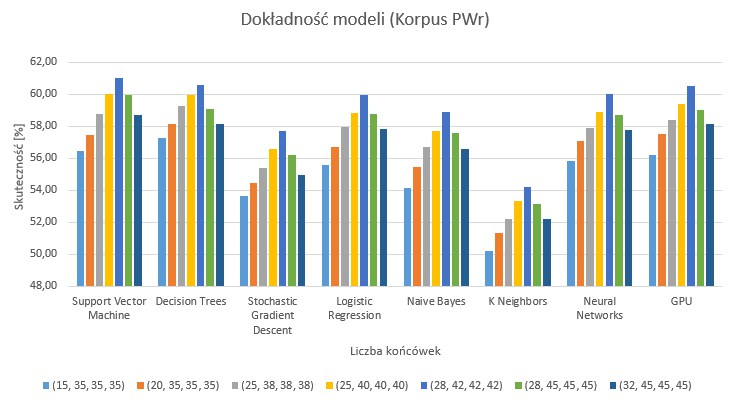 Dokładność modeli (Korpus PWr)
Skuteczność [%]
62,00
60,00
58,00
56,00
54,00
52,00
50,00
48,00
Support Vector
Machine
Decision Trees
Stochastic
Gradient
Descent
Logistic
Regression
Naive Bayes
K Neighbors
Neural
Networks
GPU
Liczba końcówek
(15, 35, 35, 35)
(20, 35, 35, 35)
(25, 38, 38, 38)
(25, 40, 40, 40)
(28, 42, 42, 42)
(28, 45, 45, 45)
(32, 45, 45, 45)